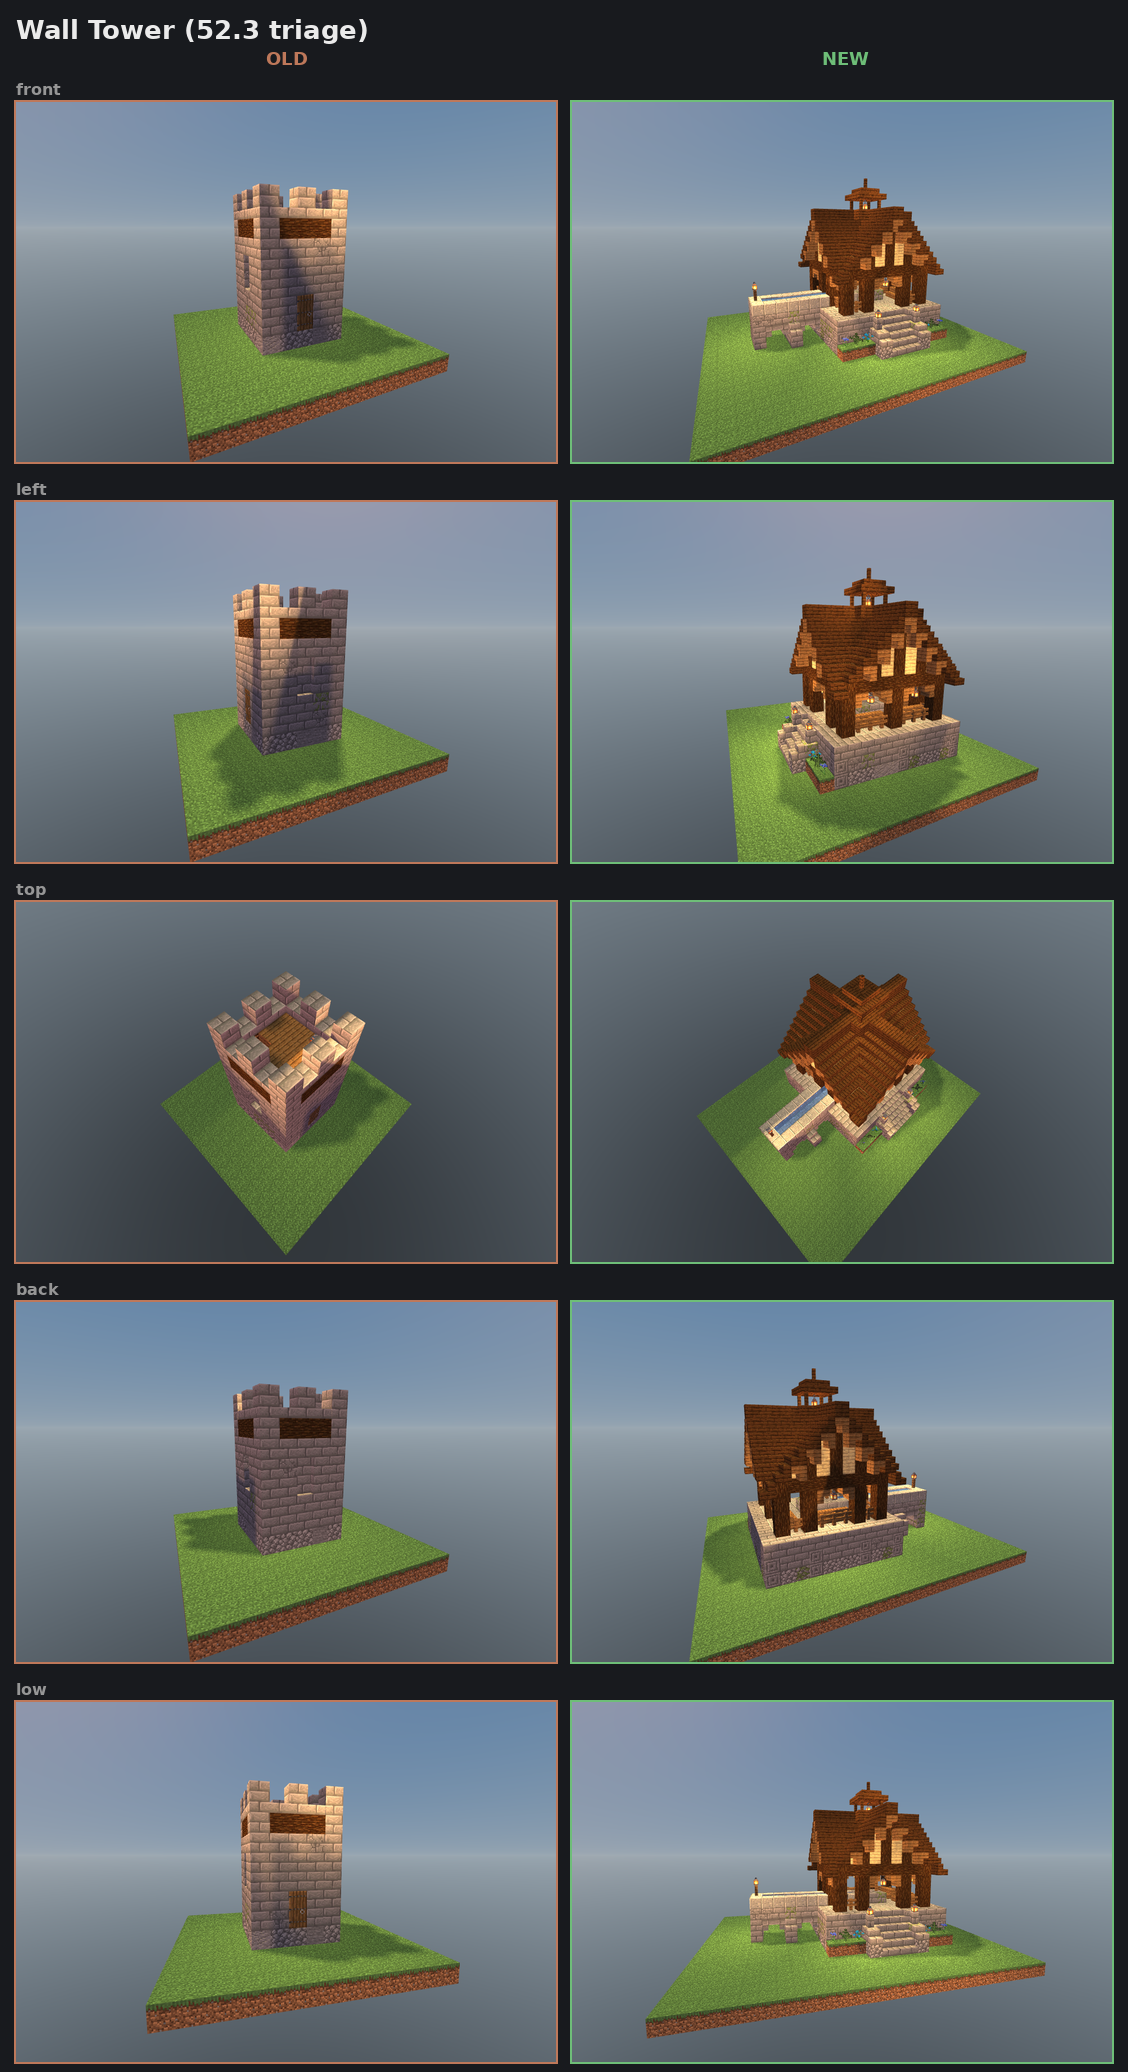 Wall Tower (52.3 triage)
OLD NEW
front
left
top
back
low